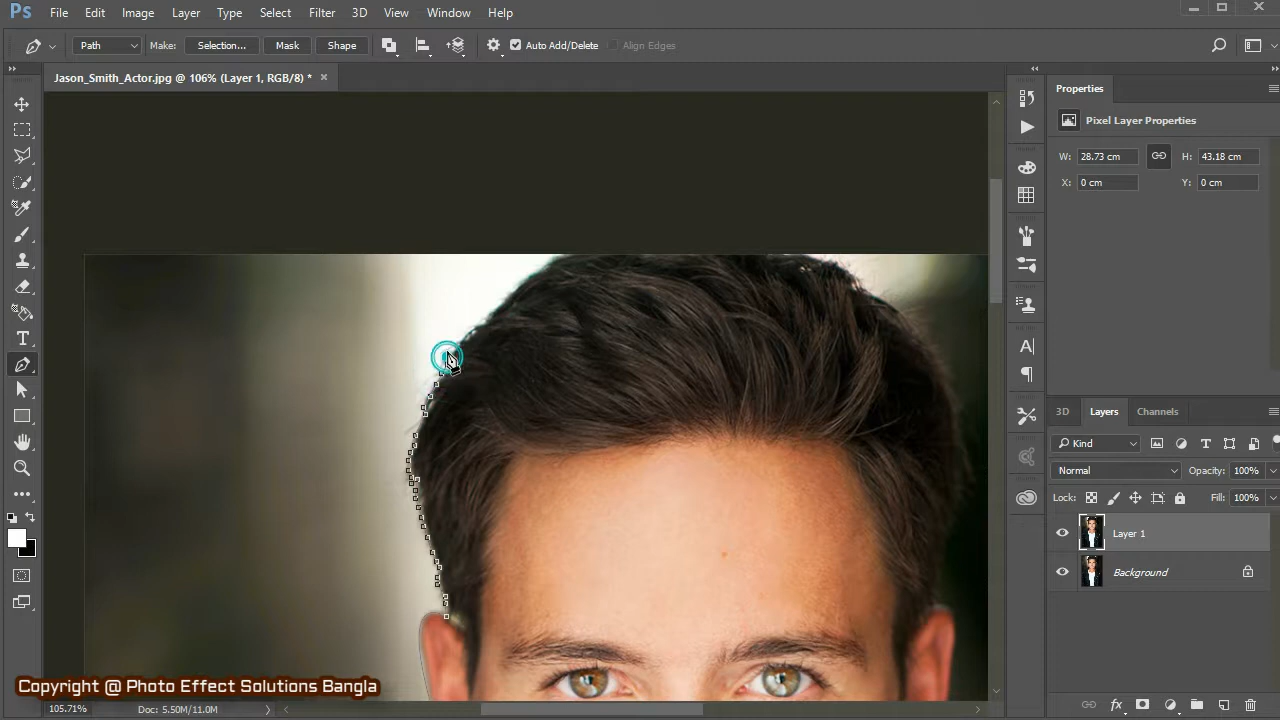 Ps File Edit Image Layer Type Select Filter 3D View Window Help
Path Make: Selection... Mask Shape Auto Add/Delete Align Edges
Jason_Smith_Actor.jpg @ 106% (Layer 1, RGB/8) * ×
Properties
Pixel Layer Properties
W: 28.73 cm H: 43.18 cm
X: 0 cm Y: 0 cm
3D Layers Channels
Kind
Normal Opacity: 100%
Lock: Fill: 100%
Layer 1
Background
Copyright @ Photo Effect Solutions Bangla
105.71% Doc: 5.50M/11.0M